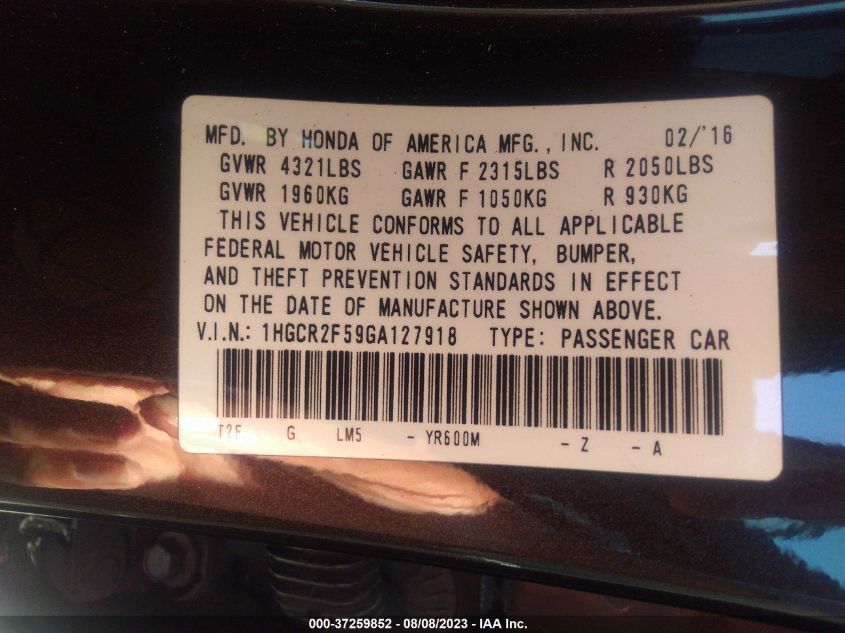 MFD. BY HONDA OF AMERICA MFG., INC. 02/'16
GVWR 4321LBS GAWR F 2315LBS R 2050LBS
GVWR 1960KG GAWR F 1050KG R 930KG
THIS VEHICLE CONFORMS TO ALL APPLICABLE
FEDERAL MOTOR VEHICLE SAFETY, BUMPER,
AND THEFT PREVENTION STANDARDS IN EFFECT
ON THE DATE OF MANUFACTURE SHOWN ABOVE.
V.I.N.: 1HGCR2F59GA127918 TYPE: PASSENGER CAR
T2F G LM5 - YR600M - Z - A
000-37259852 - 08/08/2023 - IAA Inc.